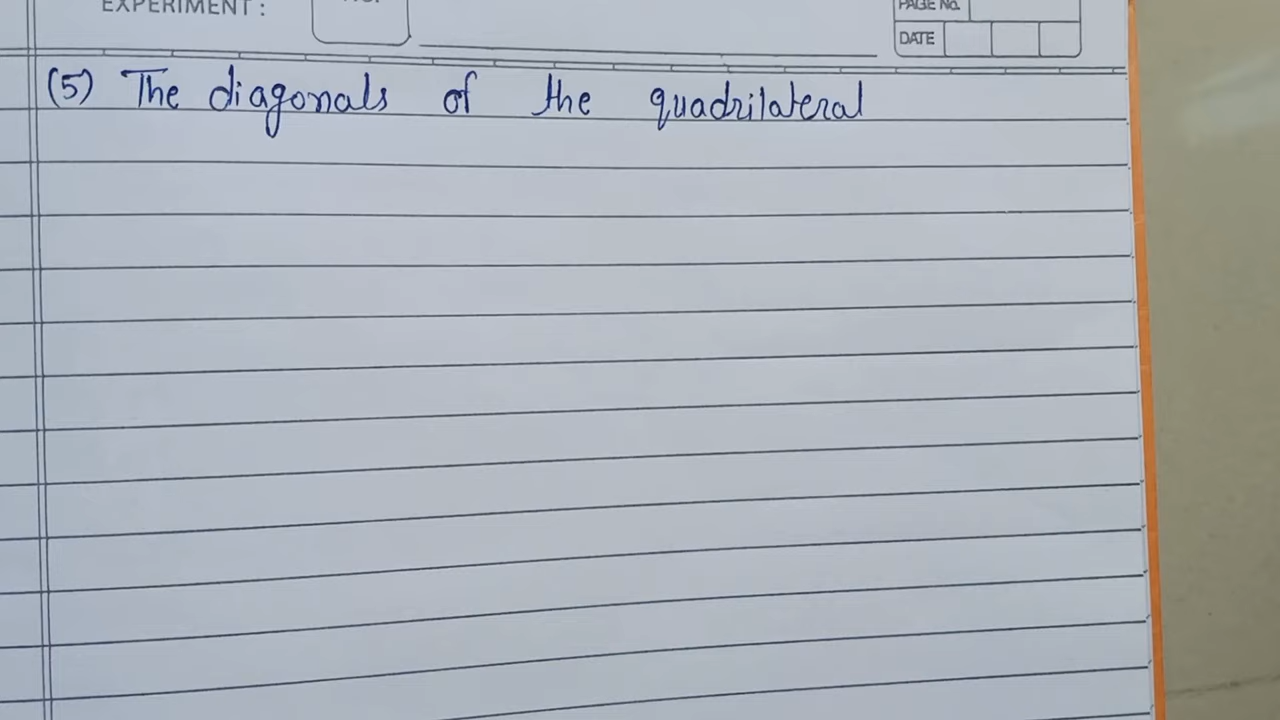 EXPERIMENT :
PAGE No.
DATE
(5) The diagonals of the quadrilateral